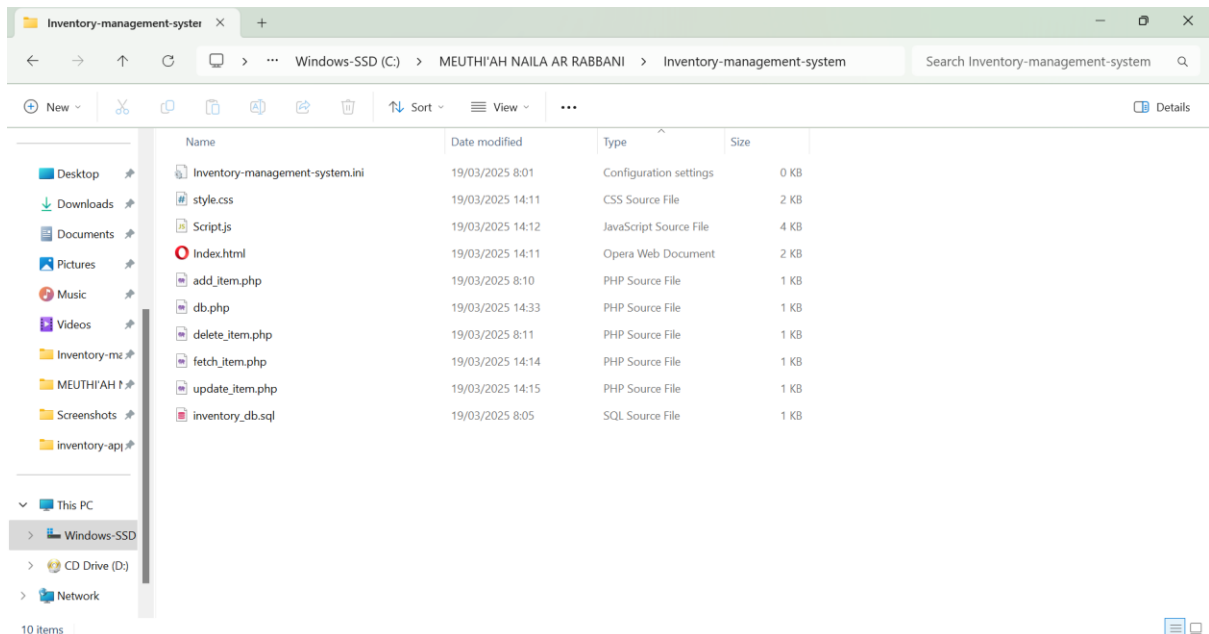 Inventory-management-syster
Windows-SSD (C:) > MEUTHI'AH NAILA AR RABBANI > Inventory-management-system Search Inventory-management-system
New Sort View ... Details
Name Date modified Type Size
Inventory-management-system.ini 19/03/2025 8:01 Configuration settings 0 KB
style.css 19/03/2025 14:11 CSS Source File 2 KB
Script.js 19/03/2025 14:12 JavaScript Source File 4 KB
Index.html 19/03/2025 14:11 Opera Web Document 2 KB
add_item.php 19/03/2025 8:10 PHP Source File 1 KB
db.php 19/03/2025 14:33 PHP Source File 1 KB
delete_item.php 19/03/2025 8:11 PHP Source File 1 KB
fetch_item.php 19/03/2025 14:14 PHP Source File 1 KB
update_item.php 19/03/2025 14:15 PHP Source File 1 KB
inventory_db.sql 19/03/2025 8:05 SQL Source File 1 KB
Desktop
Downloads
Documents
Pictures
Music
Videos
Inventory-ma
MEUTHI'AH N
Screenshots
inventory-app
This PC
Windows-SSD
CD Drive (D:)
Network
10 items